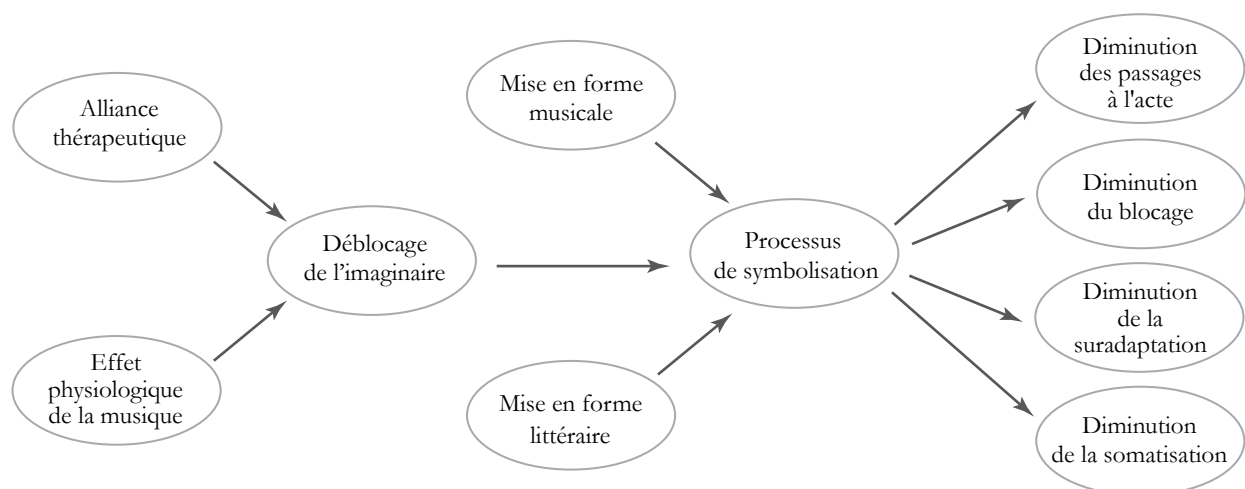 Alliance
thérapeutique
Effet
physiologique
de la musique
Déblocage
de l’imaginaire
Mise en forme
musicale
Mise en forme
littéraire
Processus
de symbolisation
Diminution
des passages
à l'acte
Diminution
du blocage
Diminution
de la
suradaptation
Diminution
de la somatisation